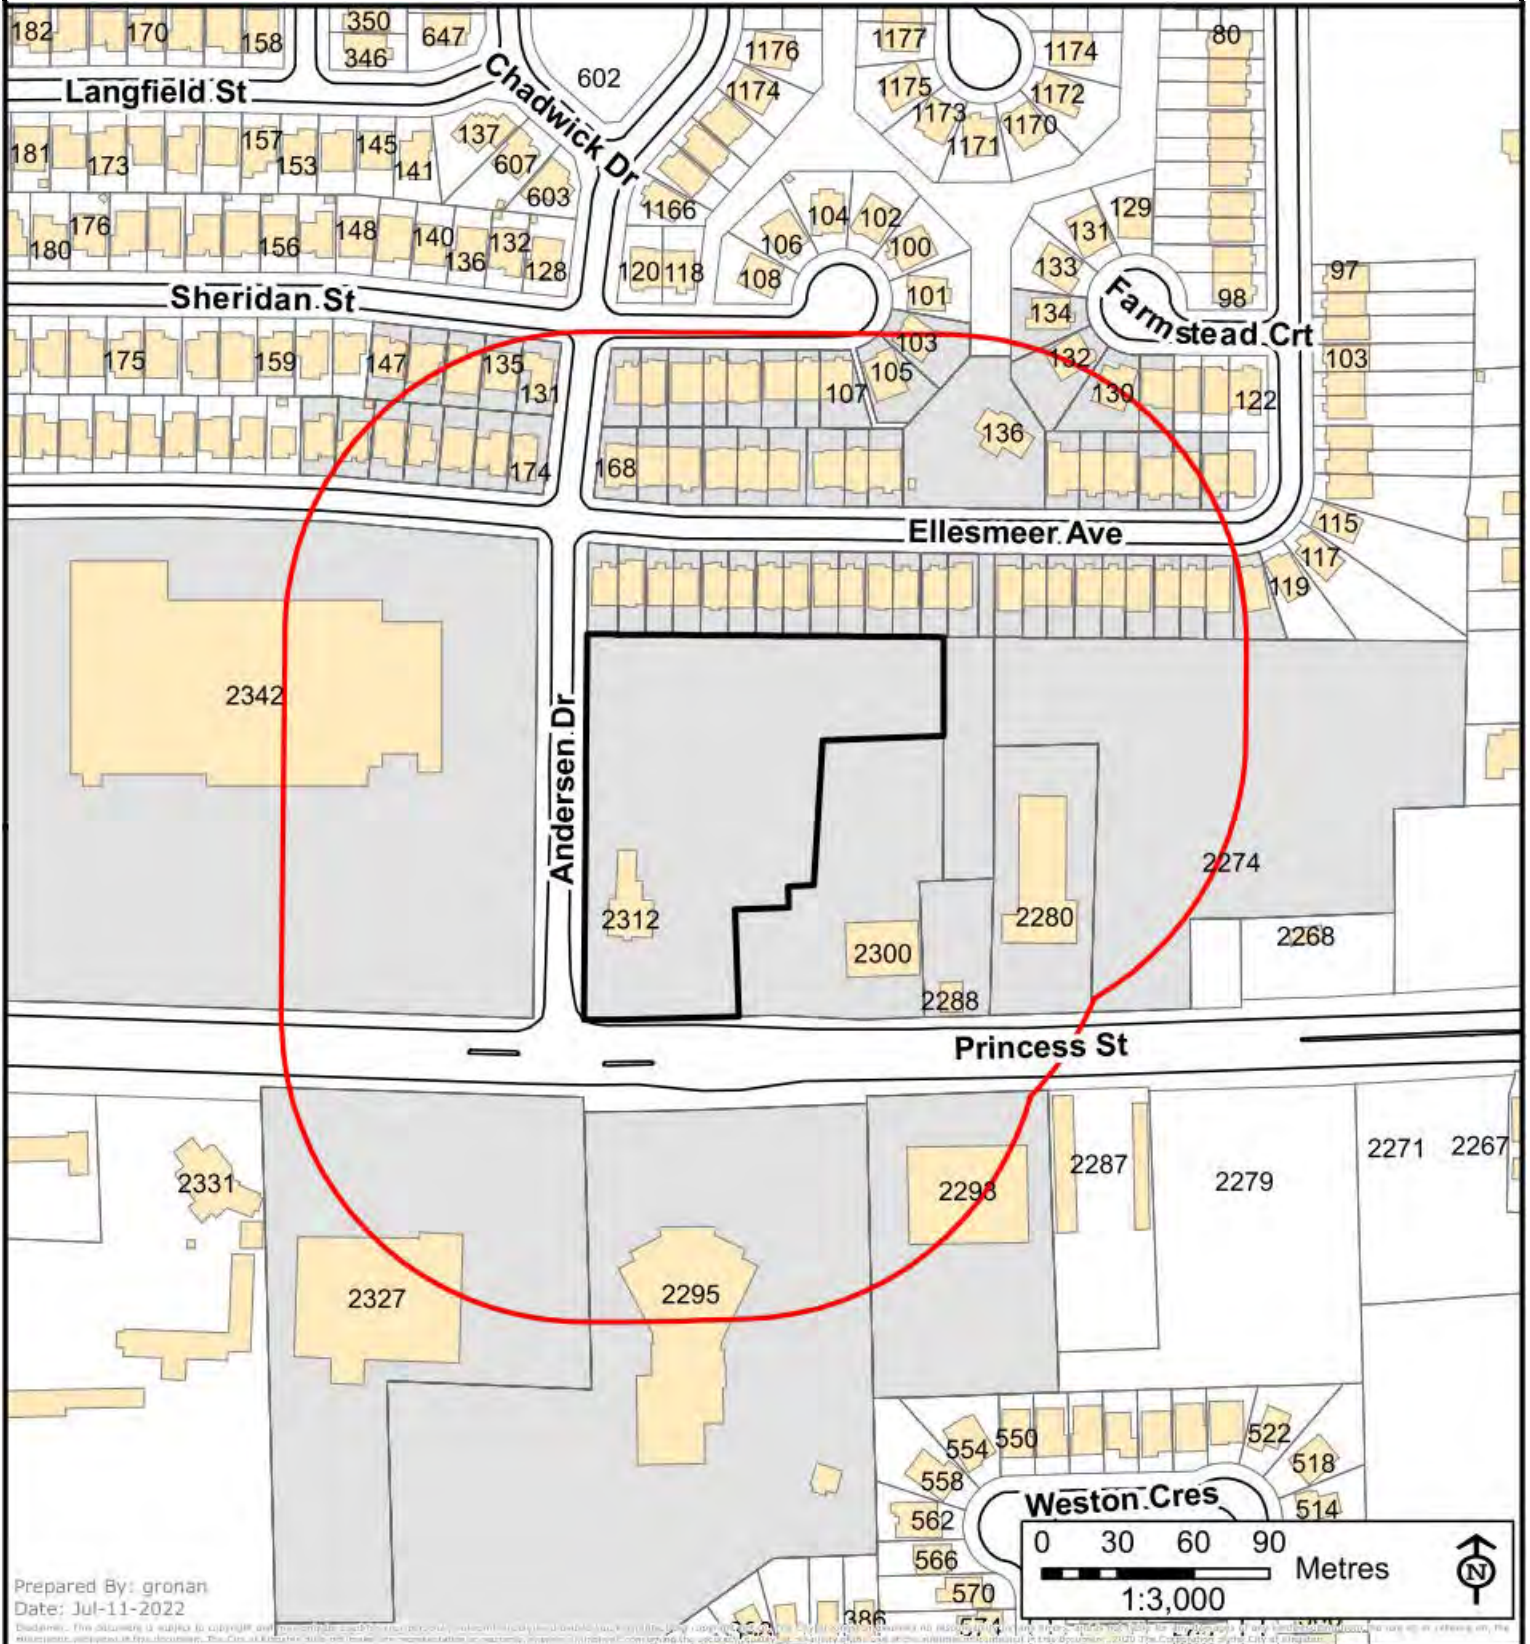 182 170 158 350 647 602 1176 1177 1174 80
346
Langfield St
Chadwick Dr
1174 1175 1173 1172 1170 1171
181 173 157 153 145 141 137 607 603
1166 104 102 131 129
180 176 156 148 140 136 132 128 120 118 106 108 100 133 98 97
101 134
Sheridan St
Farmstead Crt
175 159 147 135 131 107 105 103 132 130 122 103
174 168 136
Ellesmeer Ave
115
117
119
2342
Andersen Dr
2312 2300 2288 2280 2274 2268
Princess St
2331 2327 2295 2293 2287 2279 2271 2267
554 550 522
558 518
562 514
Weston Cres
566
570
574
386
0 30 60 90
Metres
1:3,000
N
Prepared By: gronan
Date: Jul-11-2022